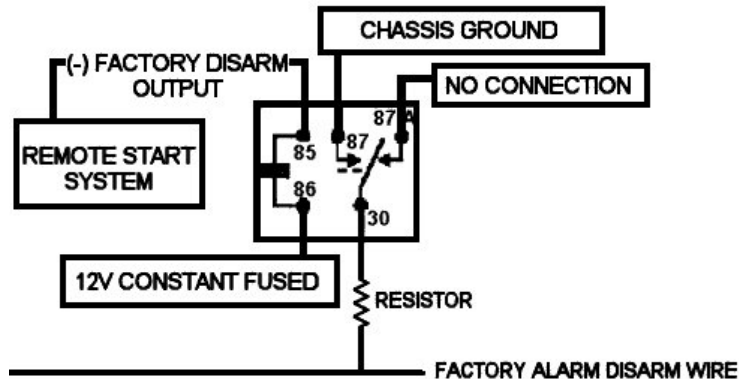 CHASSIS GROUND
(-) FACTORY DISARM
OUTPUT
NO CONNECTION
REMOTE START
SYSTEM
85
87
87A
86
30
12V CONSTANT FUSED
RESISTOR
FACTORY ALARM DISARM WIRE